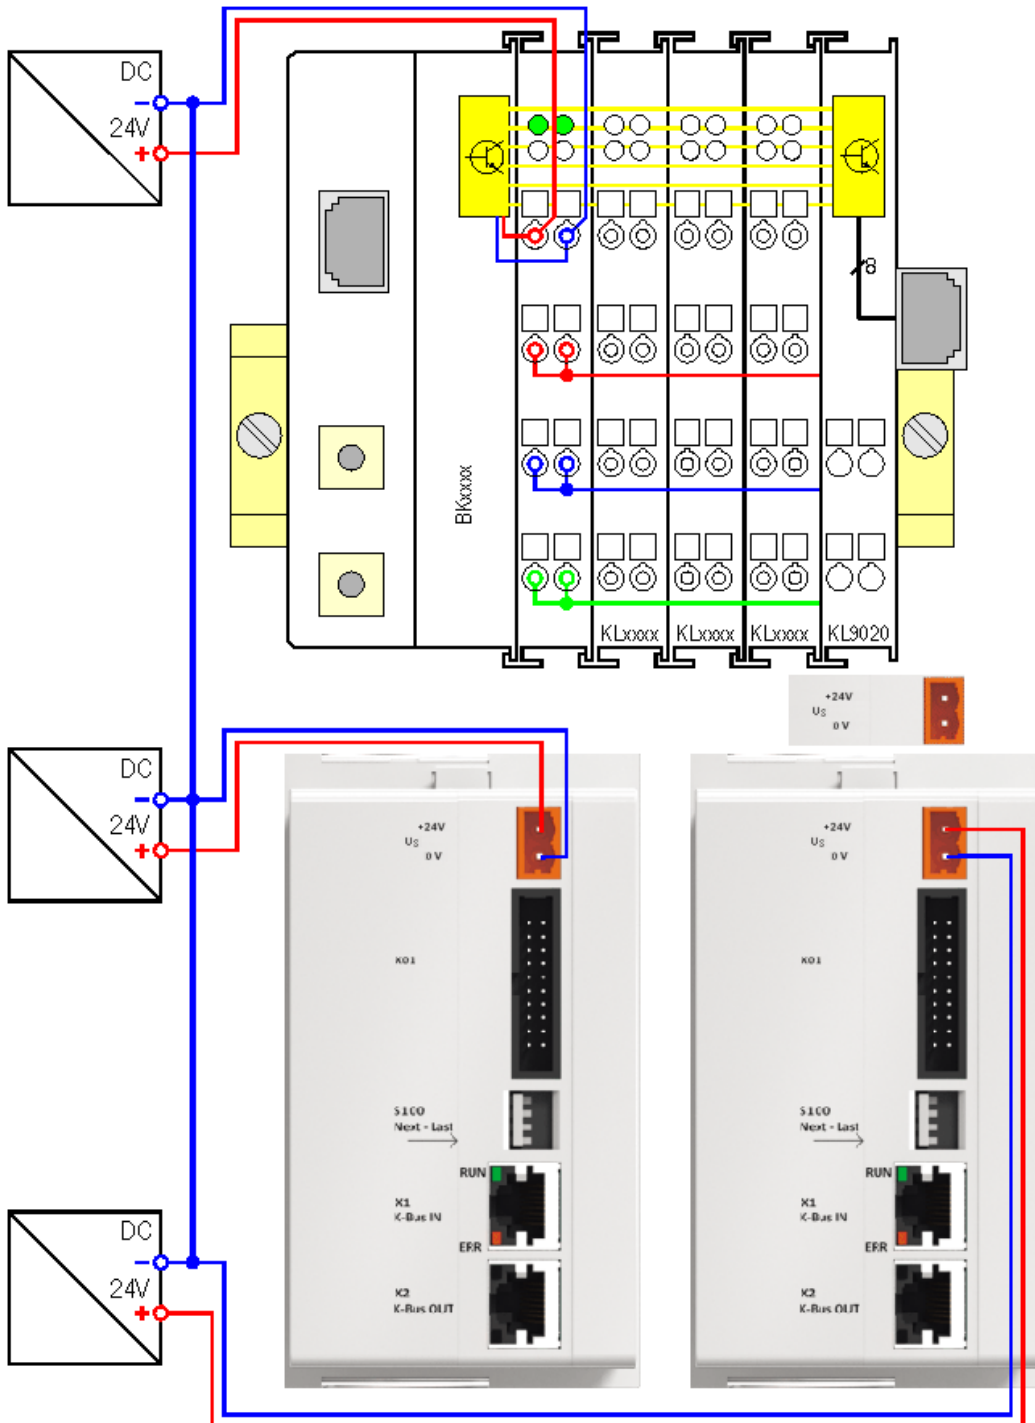 DC
-
24V
+
8
BKxxxx
KLxxxx
KLxxxx
KLxxxx
KL9020
+24V
Us
0 V
DC
-
24V
+
+24V
Us
0 V
X01
S100
Next - Last
RUN
X1
K-Bus IN
ERR
X2
K-Bus OUT
+24V
Us
0 V
X01
S100
Next - Last
RUN
X1
K-Bus IN
ERR
X2
K-Bus OUT
DC
-
24V
+